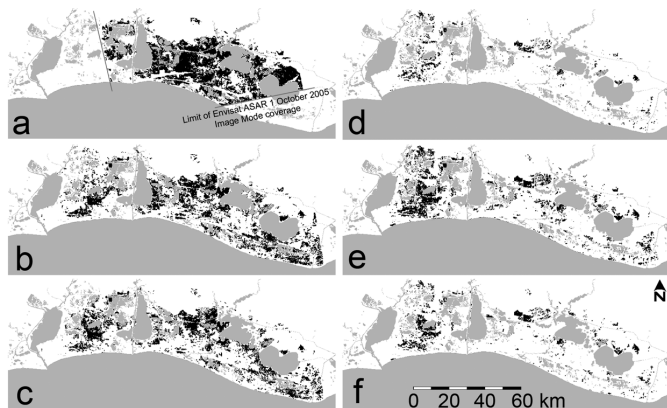 a
Limit of Envisat ASAR 1 October 2005
Image Mode coverage
b
c
d
e
f
N
0 20 40 60 km